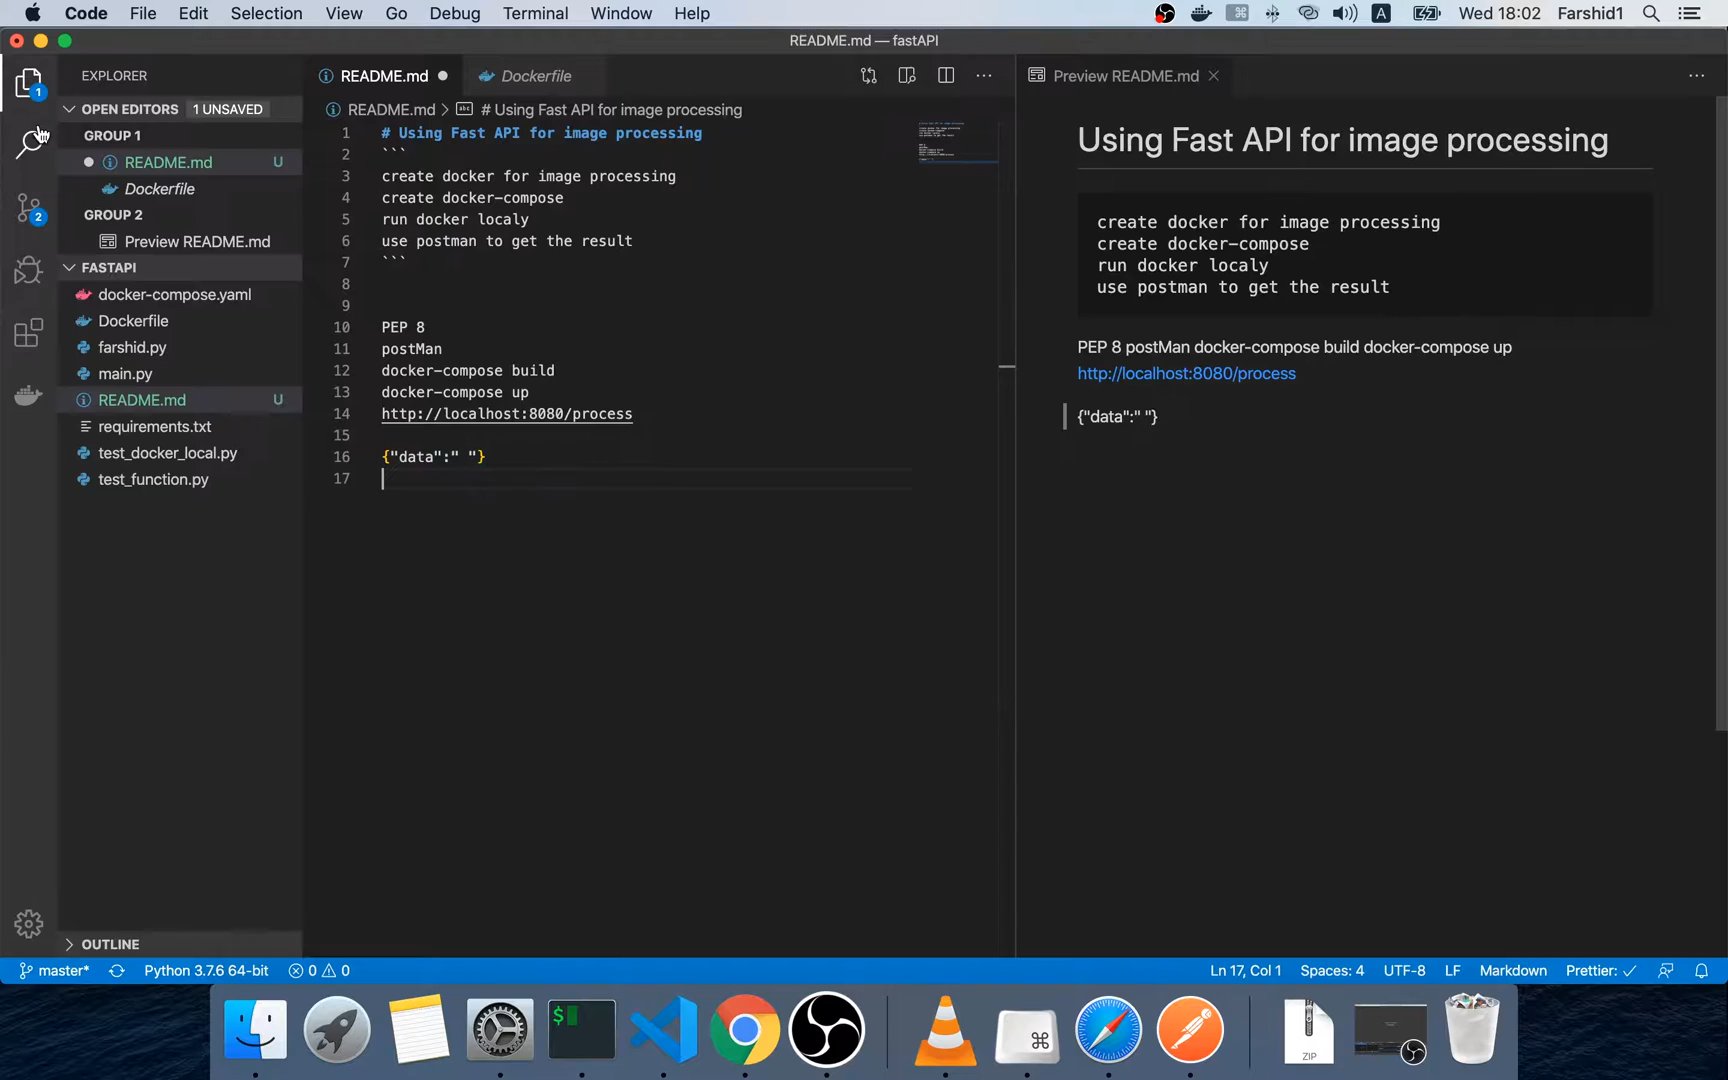 Code File Edit Selection View Go Debug Terminal Window Help
A Wed 18:02 Farshid1
README.md — fastAPI
EXPLORER
OPEN EDITORS 1 UNSAVED
GROUP 1
README.md U
Dockerfile
GROUP 2
Preview README.md
FASTAPI
docker-compose.yaml
Dockerfile
farshid.py
main.py
README.md U
requirements.txt
test_docker_local.py
test_function.py
OUTLINE
1
2
README.md Dockerfile
README.md > # Using Fast API for image processing
1 # Using Fast API for image processing
2 ```
3 create docker for image processing
4 create docker-compose
5 run docker localy
6 use postman to get the result
7 ```
8
9
10 PEP 8
11 postMan
12 docker-compose build
13 docker-compose up
14 http://localhost:8080/process
15
16 {"data":" "}
17
Preview README.md
Using Fast API for image processing
create docker for image processing
create docker-compose
run docker localy
use postman to get the result
PEP 8 postMan docker-compose build docker-compose up
http://localhost:8080/process
{"data":" "}
master* Python 3.7.6 64-bit 0 0 Ln 17, Col 1 Spaces: 4 UTF-8 LF Markdown Prettier: ✓
$
ZIP